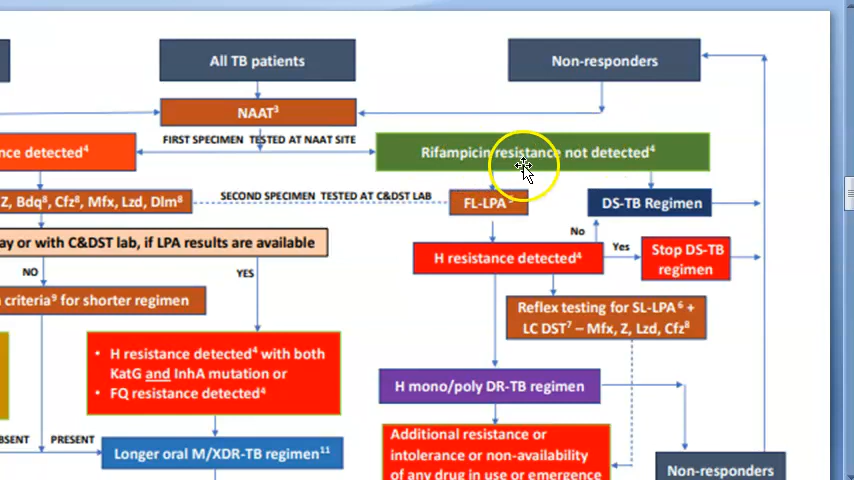 All TB patients
Non-responders
NAAT³
FIRST SPECIMEN TESTED AT NAAT SITE
nce detected⁴
Rifampicin resistance not detected⁴
Z, Bdq⁸, Cfz⁸, Mfx, Lzd, Dlm⁸
SECOND SPECIMEN TESTED AT C&DST LAB
FL-LPA
DS-TB Regimen
ay or with C&DST lab, if LPA results are available
No
Yes
H resistance detected⁴
Stop DS-TB
regimen
NO
YES
criteria⁹ for shorter regimen
Reflex testing for SL-LPA⁶ +
LC DST⁷ – Mfx, Z, Lzd, Cfz⁸
• H resistance detected⁴ with both
KatG and InhA mutation or
• FQ resistance detected⁴
H mono/poly DR-TB regimen
BSENT
PRESENT
Longer oral M/XDR-TB regimen¹¹
Additional resistance or
intolerance or non-availability
of any drug in use or emergence
Non-responders